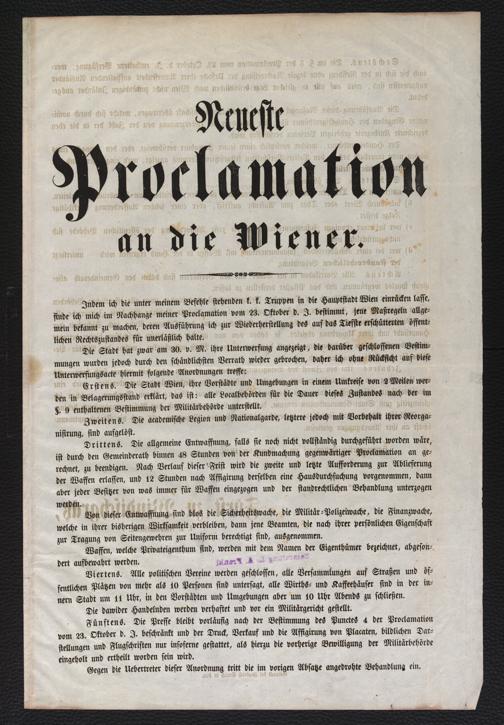 Neueste
Proclamation
an die Wiener.
Indem ich die unter meinem Befehle stehenden k. k. Truppen in die Hauptstadt Wien einrücken lasse,
finde ich mich im Nachhange meiner Proclamation vom 23. Oktober d. J. bestimmt, jene Maßregeln allge-
mein bekannt zu machen, deren Ausführung ich zur Wiederherstellung des auf das Tiefste erschütterten öffent-
lichen Rechtszustandes für unerläßlich halte.
Die Stadt hat zwar am 30. v. M. ihre Unterwerfung angezeigt, die darüber geschlossenen Bestim-
mungen wurden jedoch durch den schändlichsten Verrath wieder gebrochen, daher ich ohne Rücksicht auf diese
Unterwerfungsacte hiermit folgende Anordnungen treffe:
Erstens. Die Stadt Wien, ihre Vorstädte und Umgebungen in einem Umkreise von 2 Meilen wer-
den in Belagerungsstand erklärt, das ist: alle Localbehörden für die Dauer dieses Zustandes nach der im
§. 9 enthaltenen Bestimmung der Militärbehörde unterstellt.
Zweitens. Die academische Legion und Nationalgarde, letztere jedoch mit Vorbehalt ihrer Reorga-
nisirung, sind aufgelöst.
Drittens. Die allgemeine Entwaffnung, falls sie noch nicht vollständig durchgeführt worden wäre,
ist durch den Gemeinderath binnen 48 Stunden von der Kundmachung gegenwärtiger Proclamation an ge-
rechnet, zu beendigen. Nach Verlauf dieser Frist wird die zweite und letzte Aufforderung zur Ablieferung
der Waffen erlassen, und 12 Stunden nach Affigirung derselben eine Hausdurchsuchung vorgenommen, dann
aber jeder Besitzer von was immer für Waffen eingezogen und der standrechtlichen Behandlung unterzogen
werden.
Von dieser Entwaffnung sind blos die Sicherheitswache, die Militär-Polizeiwache, die Finanzwache,
welche in ihrer bisherigen Wirksamkeit verbleiben, dann jene Beamten, die nach ihrer persönlichen Eigenschaft
zur Tragung von Seitengewehren zur Uniform berechtigt sind, ausgenommen.
Waffen, welche Privateigenthum sind, werden mit dem Namen der Eigenthümer bezeichnet, abgeson-
dert aufbewahrt werden.
Viertens. Alle politischen Vereine werden geschlossen, alle Versammlungen auf Straßen und öf-
fentlichen Plätzen von mehr als 10 Personen sind untersagt, alle Wirths- und Kaffehhäuser sind in der in-
nern Stadt um 11 Uhr, in den Vorstädten und Umgebungen aber um 10 Uhr Abends zu schließen.
Die dawider Handelnden werden verhaftet und vor ein Militärgericht gestellt.
Fünftens. Die Presse bleibt vorläufig nach der Bestimmung des Punctes 4 der Proclamation
vom 23. Oktober d. J. beschränkt und der Druck, Verkauf und die Affigirung von Placaten, bildlichen Dar-
stellungen und Flugschriften nur insoferne gestattet, als hierzu die vorherige Bewilligung der Militärbehörde
eingeholt und ertheilt worden sein wird.
Gegen die Uebertreter dieser Anordnung tritt die im vorigen Absatze angedrohte Behandlung ein.